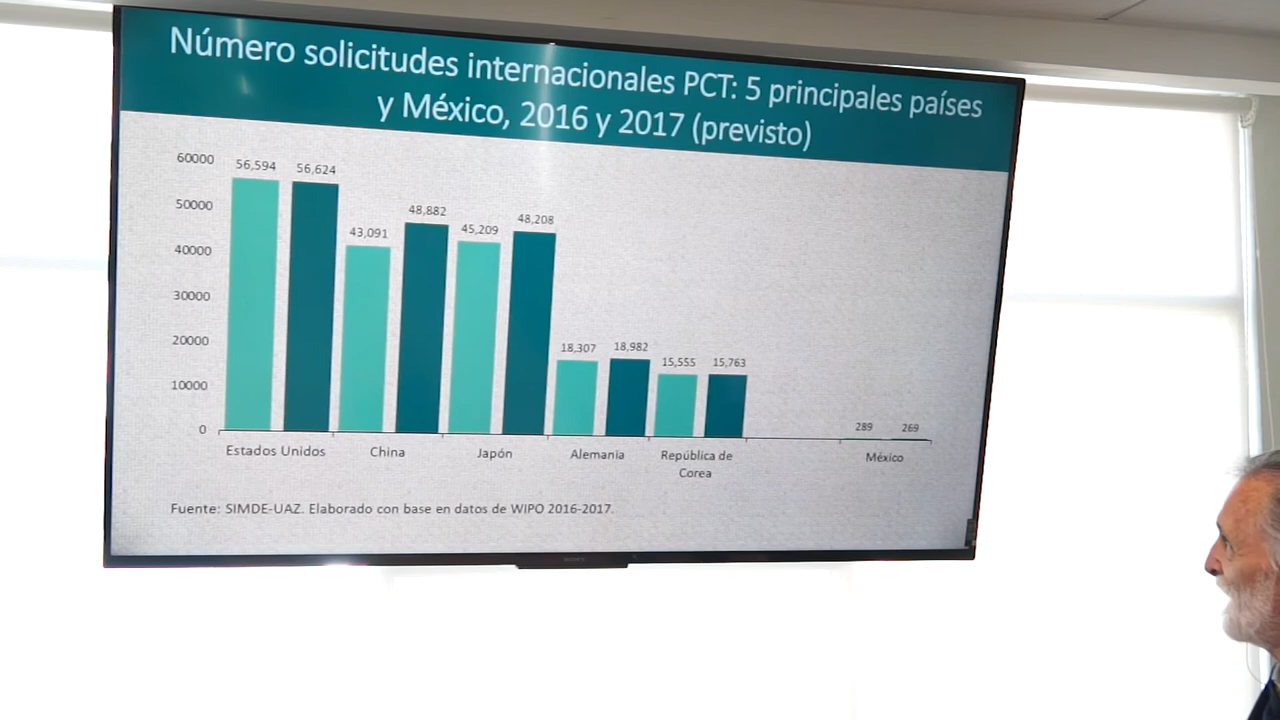 Número solicitudes internacionales PCT: 5 principales países
y México, 2016 y 2017 (previsto)
60000
50000
40000
30000
20000
10000
0
56,594
56,624
43,091
48,882
45,209
48,208
18,307
18,982
15,555
15,763
289
269
Estados Unidos
China
Japón
Alemania
República de
Corea
México
Fuente: SIMDE-UAZ. Elaborado con base en datos de WIPO 2016-2017.
SONY